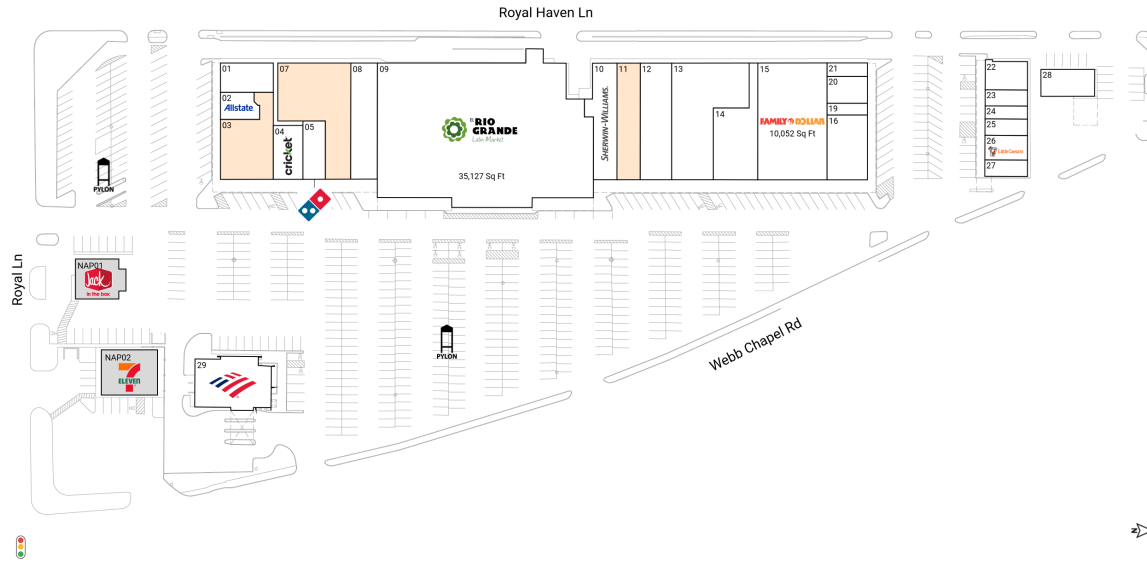 Royal Haven Ln
01
02
Allstate
03
07
04
cricket
05
08
09
EL RIO
GRANDE
Latin Market
35,127 Sq Ft
10
SHERWIN-WILLIAMS.
11
12
13
14
15
FAMILY DOLLAR
10,052 Sq Ft
21
20
19
16
22
23
24
25
26
Little Caesars
27
28
PYLON
Royal Ln
NAP01
Jack
in the box
NAP02
7
ELEVEN
29
PYLON
Webb Chapel Rd
N